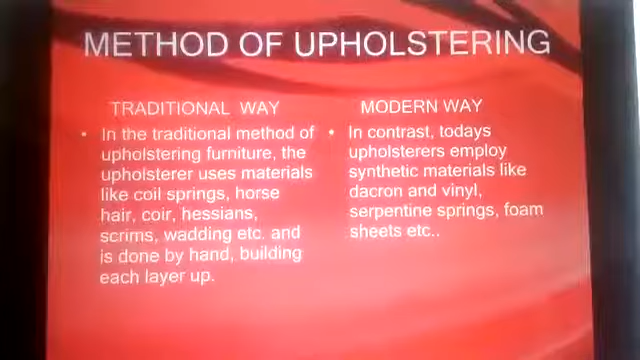 METHOD OF UPHOLSTERING
TRADITIONAL WAY
• In the traditional method of
upholstering furniture, the
upholsterer uses materials
like coil springs, horse
hair, coir, hessians,
scrims, wadding etc. and
is done by hand, building
each layer up.
MODERN WAY
• In contrast, todays
upholsterers employ
synthetic materials like
dacron and vinyl,
serpentine springs, foam
sheets etc..